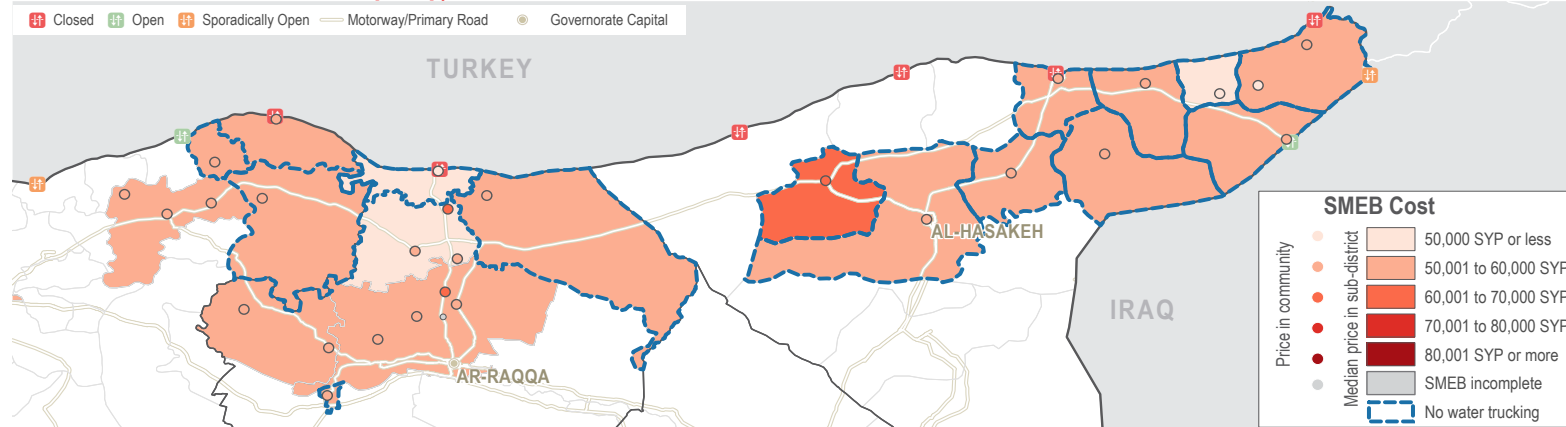 Closed Open Sporadically Open Motorway/Primary Road Governorate Capital
TURKEY
AL-HASAKEH
IRAQ
AR-RAQQA
SMEB Cost
Price in community
Median price in sub-district
50,000 SYP or less
50,001 to 60,000 SYP
60,001 to 70,000 SYP
70,001 to 80,000 SYP
80,001 SYP or more
SMEB incomplete
No water trucking